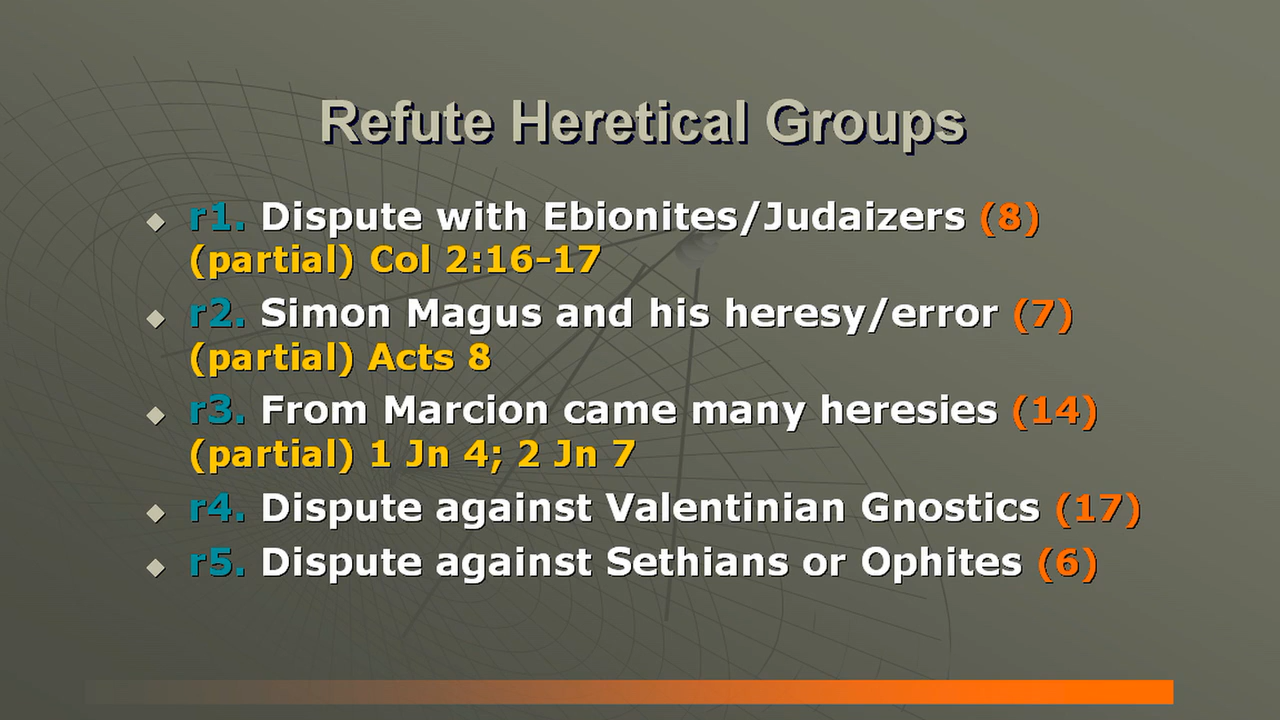 Refute Heretical Groups
r1. Dispute with Ebionites/Judaizers (8)
(partial) Col 2:16-17
r2. Simon Magus and his heresy/error (7)
(partial) Acts 8
r3. From Marcion came many heresies (14)
(partial) 1 Jn 4; 2 Jn 7
r4. Dispute against Valentinian Gnostics (17)
r5. Dispute against Sethians or Ophites (6)